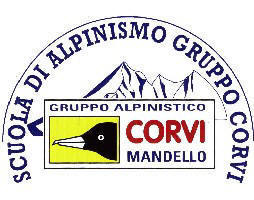 SCUOLA DI ALPINISMO GRUPPO CORVI
GRUPPO ALPINISTICO
CORVI
MANDELLO